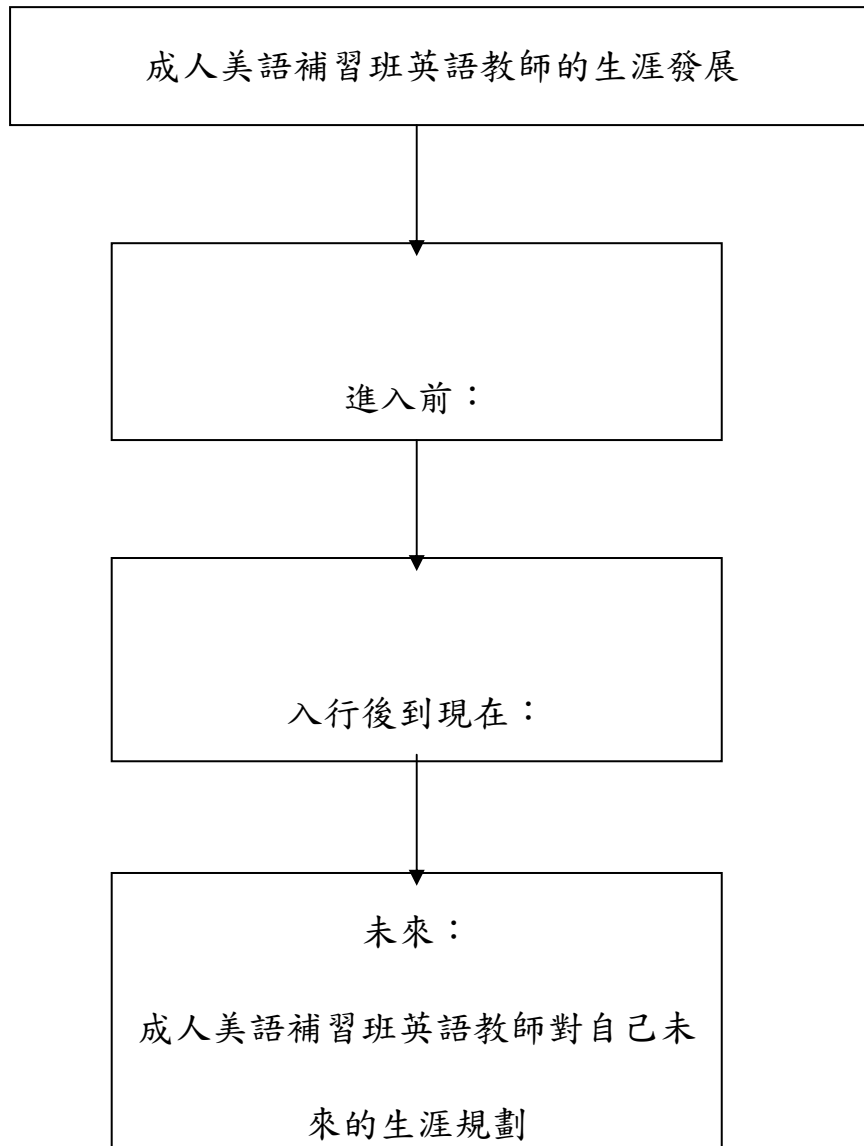 成人美語補習班英語教師的生涯發展
進入前：
入行後到現在：
未來：
成人美語補習班英語教師對自己未
來的生涯規劃